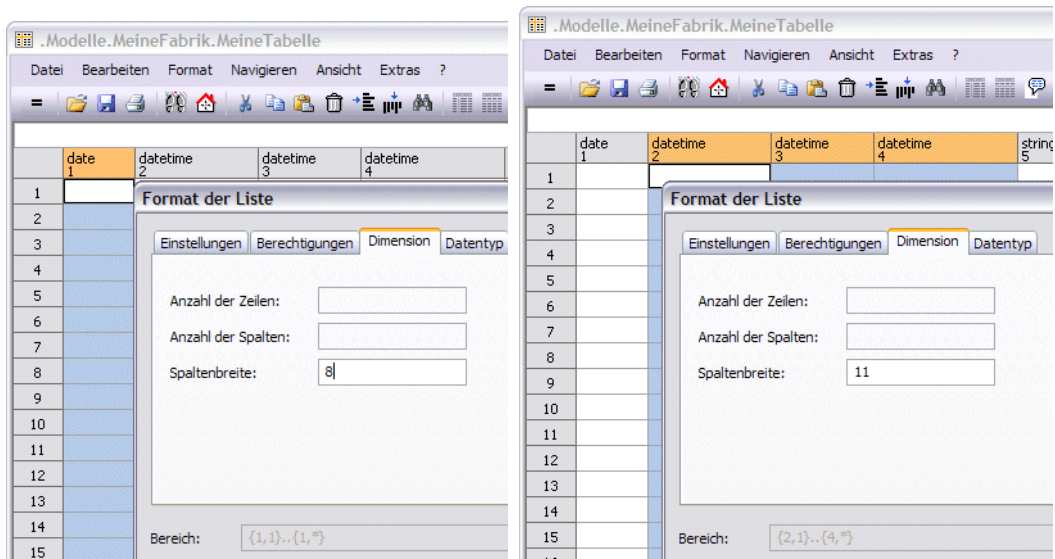 .Modelle.MeineFabrik.MeineTabelle
Datei Bearbeiten Format Navigieren Ansicht Extras ?
date datetime datetime datetime
1 2 3 4
1
2
3
4
5
6
7
8
9
10
11
12
13
14
15
Format der Liste
Einstellungen Berechtigungen Dimension Datentyp
Anzahl der Zeilen:
Anzahl der Spalten:
Spaltenbreite: 8
Bereich: {1,1}..{1,*}
.Modelle.MeineFabrik.MeineTabelle
Datei Bearbeiten Format Navigieren Ansicht Extras ?
date datetime datetime datetime string
1 2 3 4 5
1
2
3
4
5
6
7
8
9
10
11
12
13
14
15
Format der Liste
Einstellungen Berechtigungen Dimension Datentyp
Anzahl der Zeilen:
Anzahl der Spalten:
Spaltenbreite: 11
Bereich: {2,1}..{4,*}